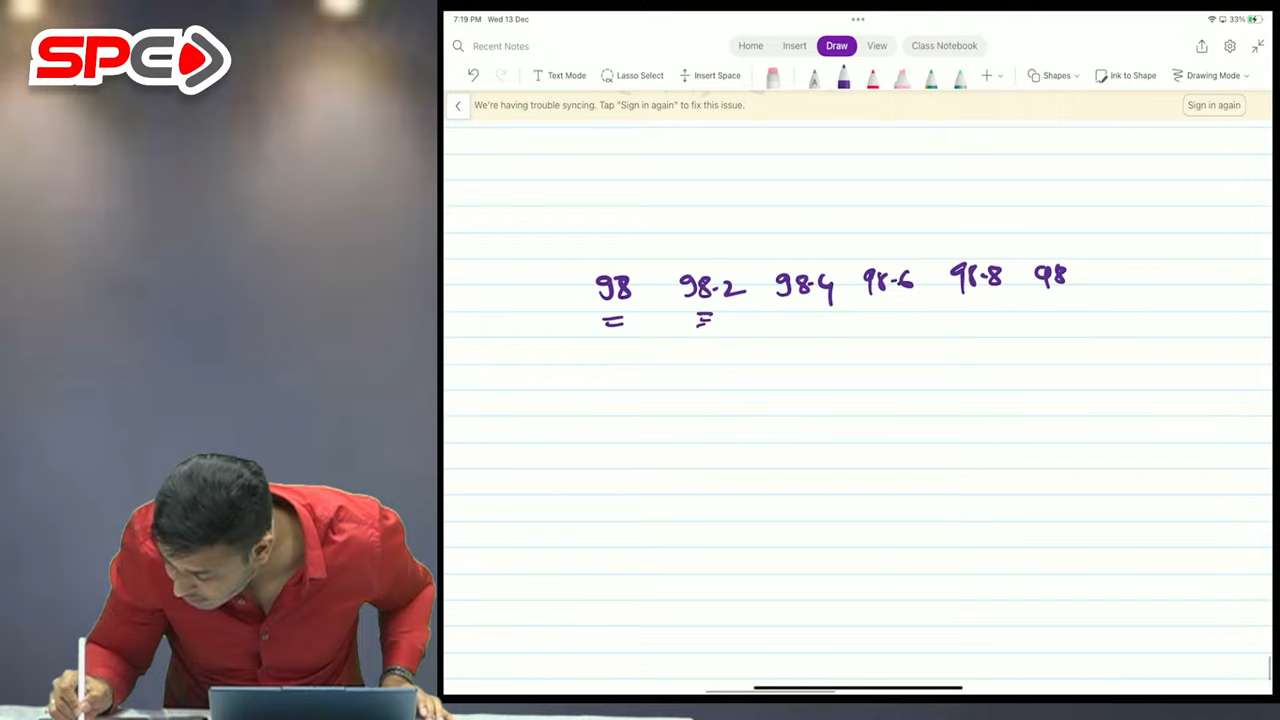 SPE
7:19 PM Wed 13 Dec
33%
Recent Notes
Home Insert Draw View Class Notebook
Text Mode Lasso Select Insert Space Shapes Ink to Shape Drawing Mode
We're having trouble syncing. Tap "Sign in again" to fix this issue. Sign in again
98 98.2 98.4 98.6 98.8 98